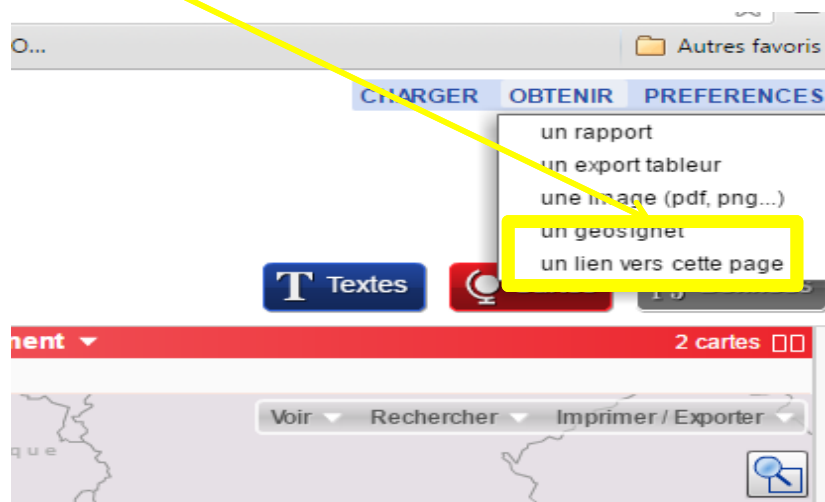 O...
Autres favoris
CHARGER OBTENIR PREFERENCES
un rapport
un export tableur
une image (pdf, png...)
un geosignet
un lien vers cette page
T Textes
ment
2 cartes
Voir Rechercher Imprimer / Exporter
que